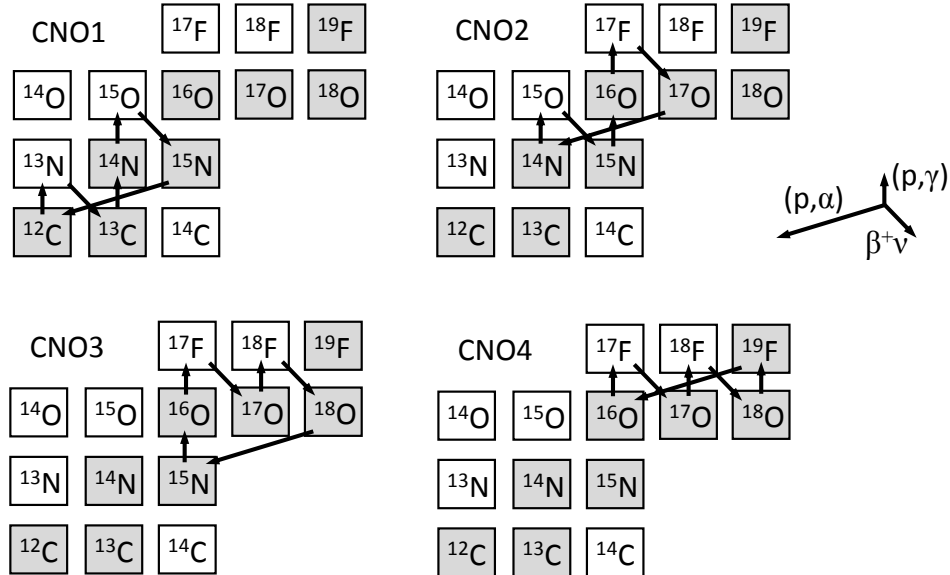 CNO1 ¹⁷F ¹⁸F ¹⁹F
¹⁴O ¹⁵O ¹⁶O ¹⁷O ¹⁸O
¹³N ¹⁴N ¹⁵N
¹²C ¹³C ¹⁴C
CNO2 ¹⁷F ¹⁸F ¹⁹F
¹⁴O ¹⁵O ¹⁶O ¹⁷O ¹⁸O
¹³N ¹⁴N ¹⁵N
¹²C ¹³C ¹⁴C
(p,γ)
(p,α)
β⁺ν
CNO3 ¹⁷F ¹⁸F ¹⁹F
¹⁴O ¹⁵O ¹⁶O ¹⁷O ¹⁸O
¹³N ¹⁴N ¹⁵N
¹²C ¹³C ¹⁴C
CNO4 ¹⁷F ¹⁸F ¹⁹F
¹⁴O ¹⁵O ¹⁶O ¹⁷O ¹⁸O
¹³N ¹⁴N ¹⁵N
¹²C ¹³C ¹⁴C